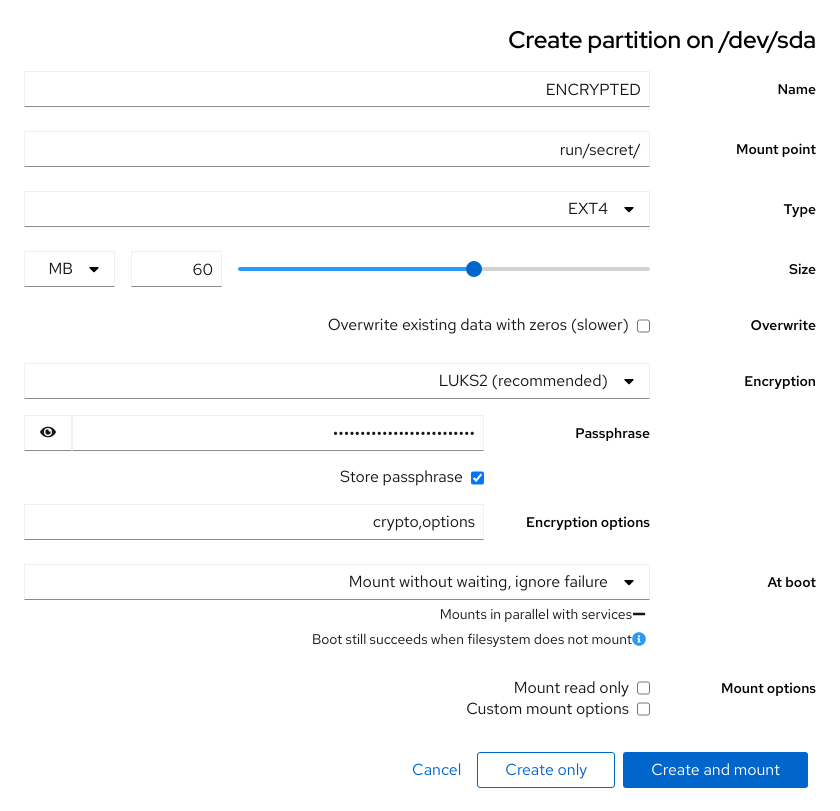 Create partition on /dev/sda
Name
ENCRYPTED
Mount point
run/secret/
Type
EXT4
Size
60
MB
Overwrite
Overwrite existing data with zeros (slower)
Encryption
LUKS2 (recommended)
Passphrase
••••••••••••••••••••••••••
Store passphrase
Encryption options
crypto,options
At boot
Mount without waiting, ignore failure
Mounts in parallel with services
Boot still succeeds when filesystem does not mount
Mount options
Mount read only
Custom mount options
Create and mount
Create only
Cancel